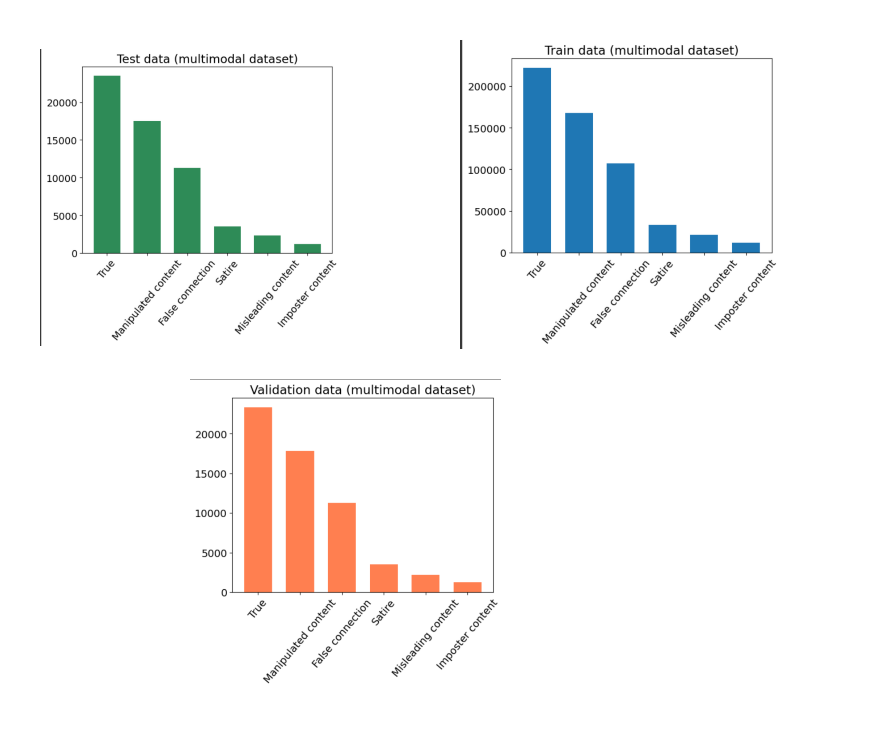 Test data (multimodal dataset)
20000
15000
10000
5000
0
True
Manipulated content
False connection
Satire
Misleading content
Imposter content
Train data (multimodal dataset)
200000
150000
100000
50000
0
True
Manipulated content
False connection
Satire
Misleading content
Imposter content
Validation data (multimodal dataset)
20000
15000
10000
5000
0
True
Manipulated content
False connection
Satire
Misleading content
Imposter content